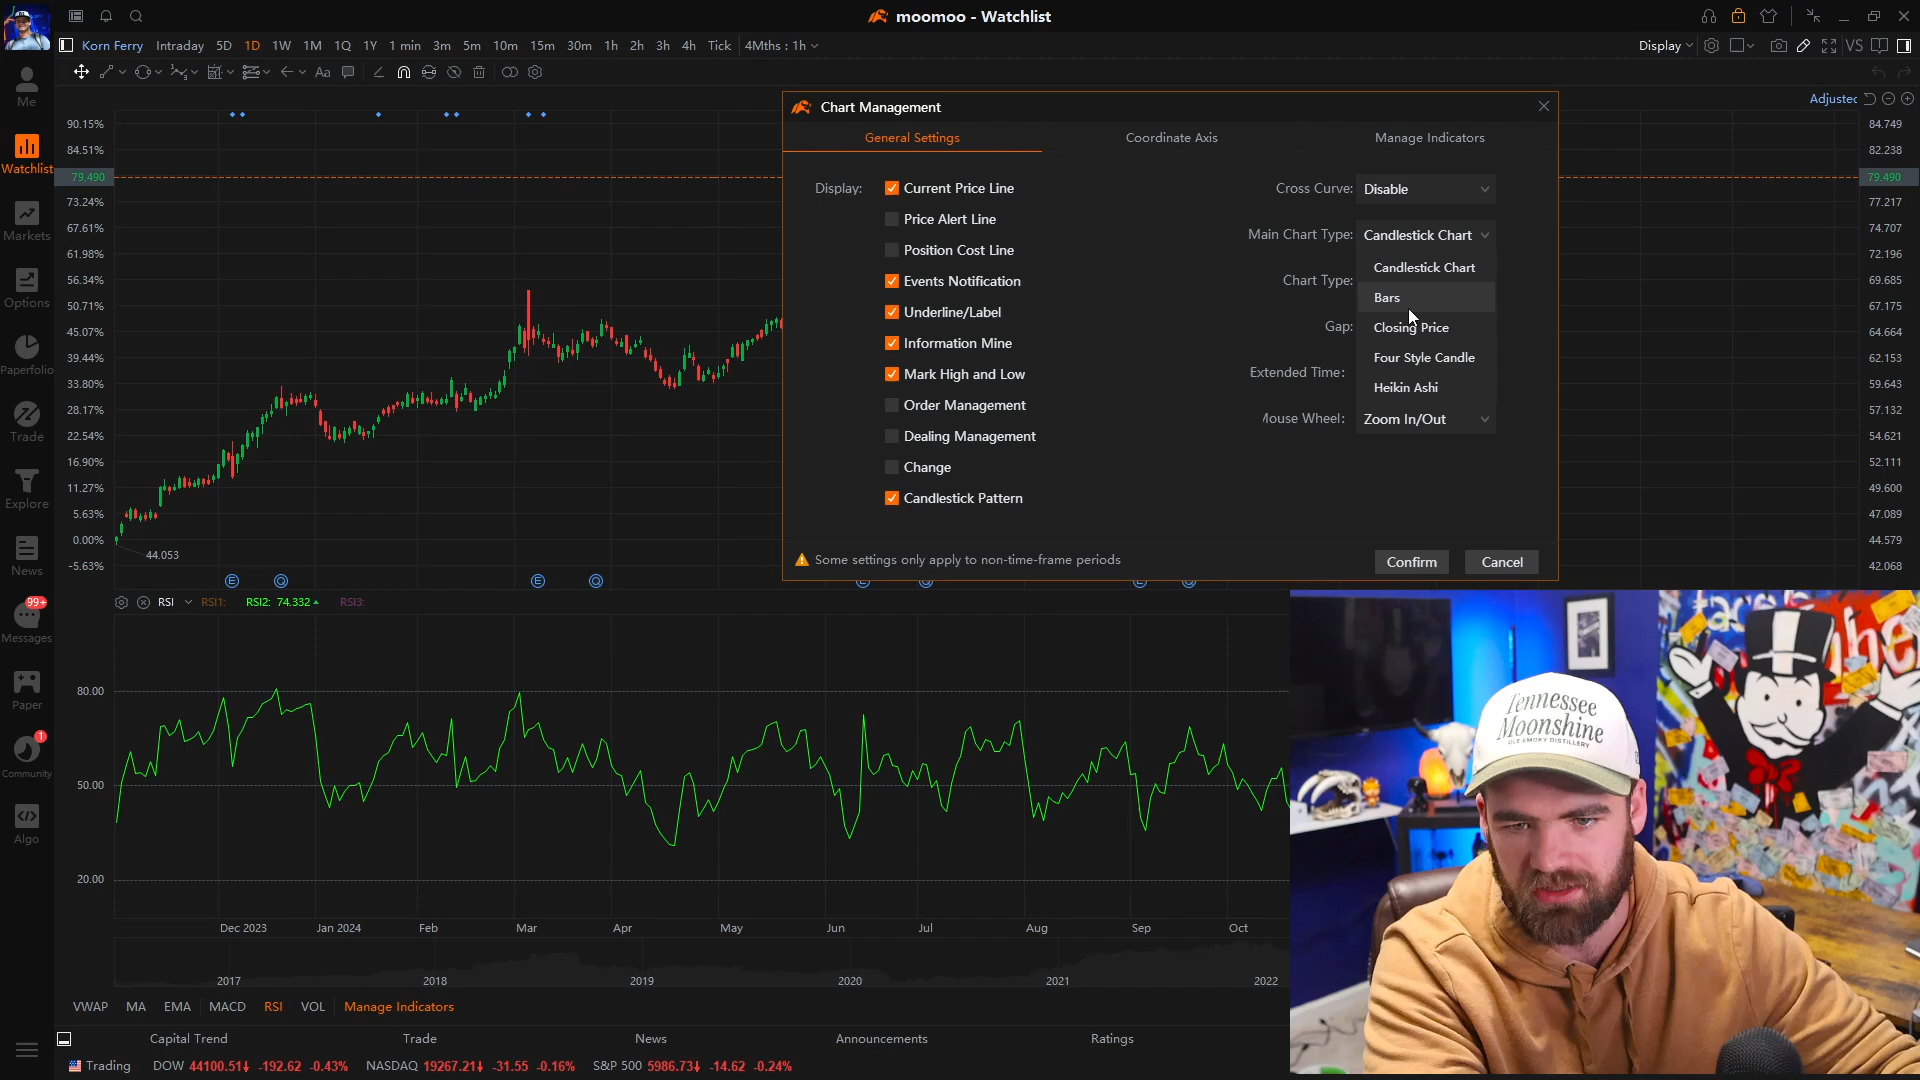 moomoo - Watchlist
Korn Ferry Intraday 5D 1D 1W 1M 1Q 1Y 1 min 3m 5m 10m 15m 30m 1h 2h 3h 4h Tick 4Mths : 1h
Display VS
Aa
Me
Watchlist
Markets
Options
Paperfolio
Trade
Explore
News
99+
Messages
Paper
1
Community
Algo
Adjusted
90.15%
84.51%
79.490
73.24%
67.61%
61.98%
56.34%
50.71%
45.07%
39.44%
33.80%
28.17%
22.54%
16.90%
11.27%
5.63%
0.00%
-5.63%
44.053
E Q E Q E Q E Q
Chart Management
General Settings Coordinate Axis Manage Indicators
Display:
Current Price Line
Price Alert Line
Position Cost Line
Events Notification
Underline/Label
Information Mine
Mark High and Low
Order Management
Dealing Management
Change
Candlestick Pattern
Cross Curve: Disable
Main Chart Type: Candlestick Chart
Candlestick Chart
Chart Type:
Bars
Gap:
Closing Price
Four Style Candle
Extended Time:
Heikin Ashi
Mouse Wheel: Zoom In/Out
Some settings only apply to non-time-frame periods
Confirm Cancel
84.749
82.238
79.490
77.217
74.707
72.196
69.685
67.175
64.664
62.153
59.643
57.132
54.621
52.111
49.600
47.089
44.579
42.068
RSI RSI1: RSI2: 74.332 RSI3:
80.00
50.00
20.00
Dec 2023 Jan 2024 Feb Mar Apr May Jun Jul Aug Sep Oct
2017 2018 2019 2020 2021 2022
VWAP MA EMA MACD RSI VOL Manage Indicators
Capital Trend Trade News Announcements Ratings
Trading DOW 44100.51↓ -192.62 -0.43% NASDAQ 19267.21↓ -31.55 -0.16% S&P 500 5986.73↓ -14.62 -0.24%
Tennessee
Moonshine
OLE SMOKY DISTILLERY